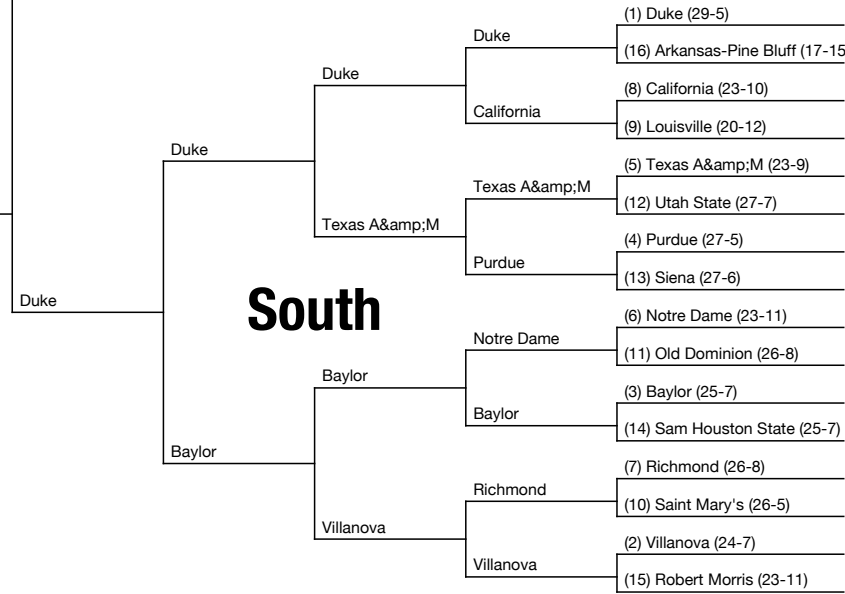 (1) Duke (29-5)
Duke
(16) Arkansas-Pine Bluff (17-15
Duke
(8) California (23-10)
California
(9) Louisville (20-12)
Duke
(5) Texas A&amp;M (23-9)
Texas A&amp;M
(12) Utah State (27-7)
Texas A&amp;M
(4) Purdue (27-5)
Purdue
(13) Siena (27-6)
Duke
South
(6) Notre Dame (23-11)
Notre Dame
(11) Old Dominion (26-8)
Baylor
(3) Baylor (25-7)
Baylor
(14) Sam Houston State (25-7)
Baylor
(7) Richmond (26-8)
Richmond
(10) Saint Mary's (26-5)
Villanova
(2) Villanova (24-7)
Villanova
(15) Robert Morris (23-11)